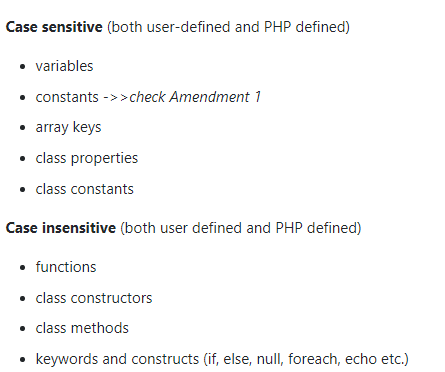 Case sensitive (both user-defined and PHP defined)
• variables
• constants ->>check Amendment 1
• array keys
• class properties
• class constants
Case insensitive (both user defined and PHP defined)
• functions
• class constructors
• class methods
• keywords and constructs (if, else, null, foreach, echo etc.)